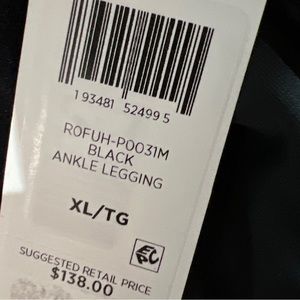 1 93481 52499 5
R0FUH-P0031M
BLACK
ANKLE LEGGING
XL/TG
SUGGESTED RETAIL PRICE
$138.00